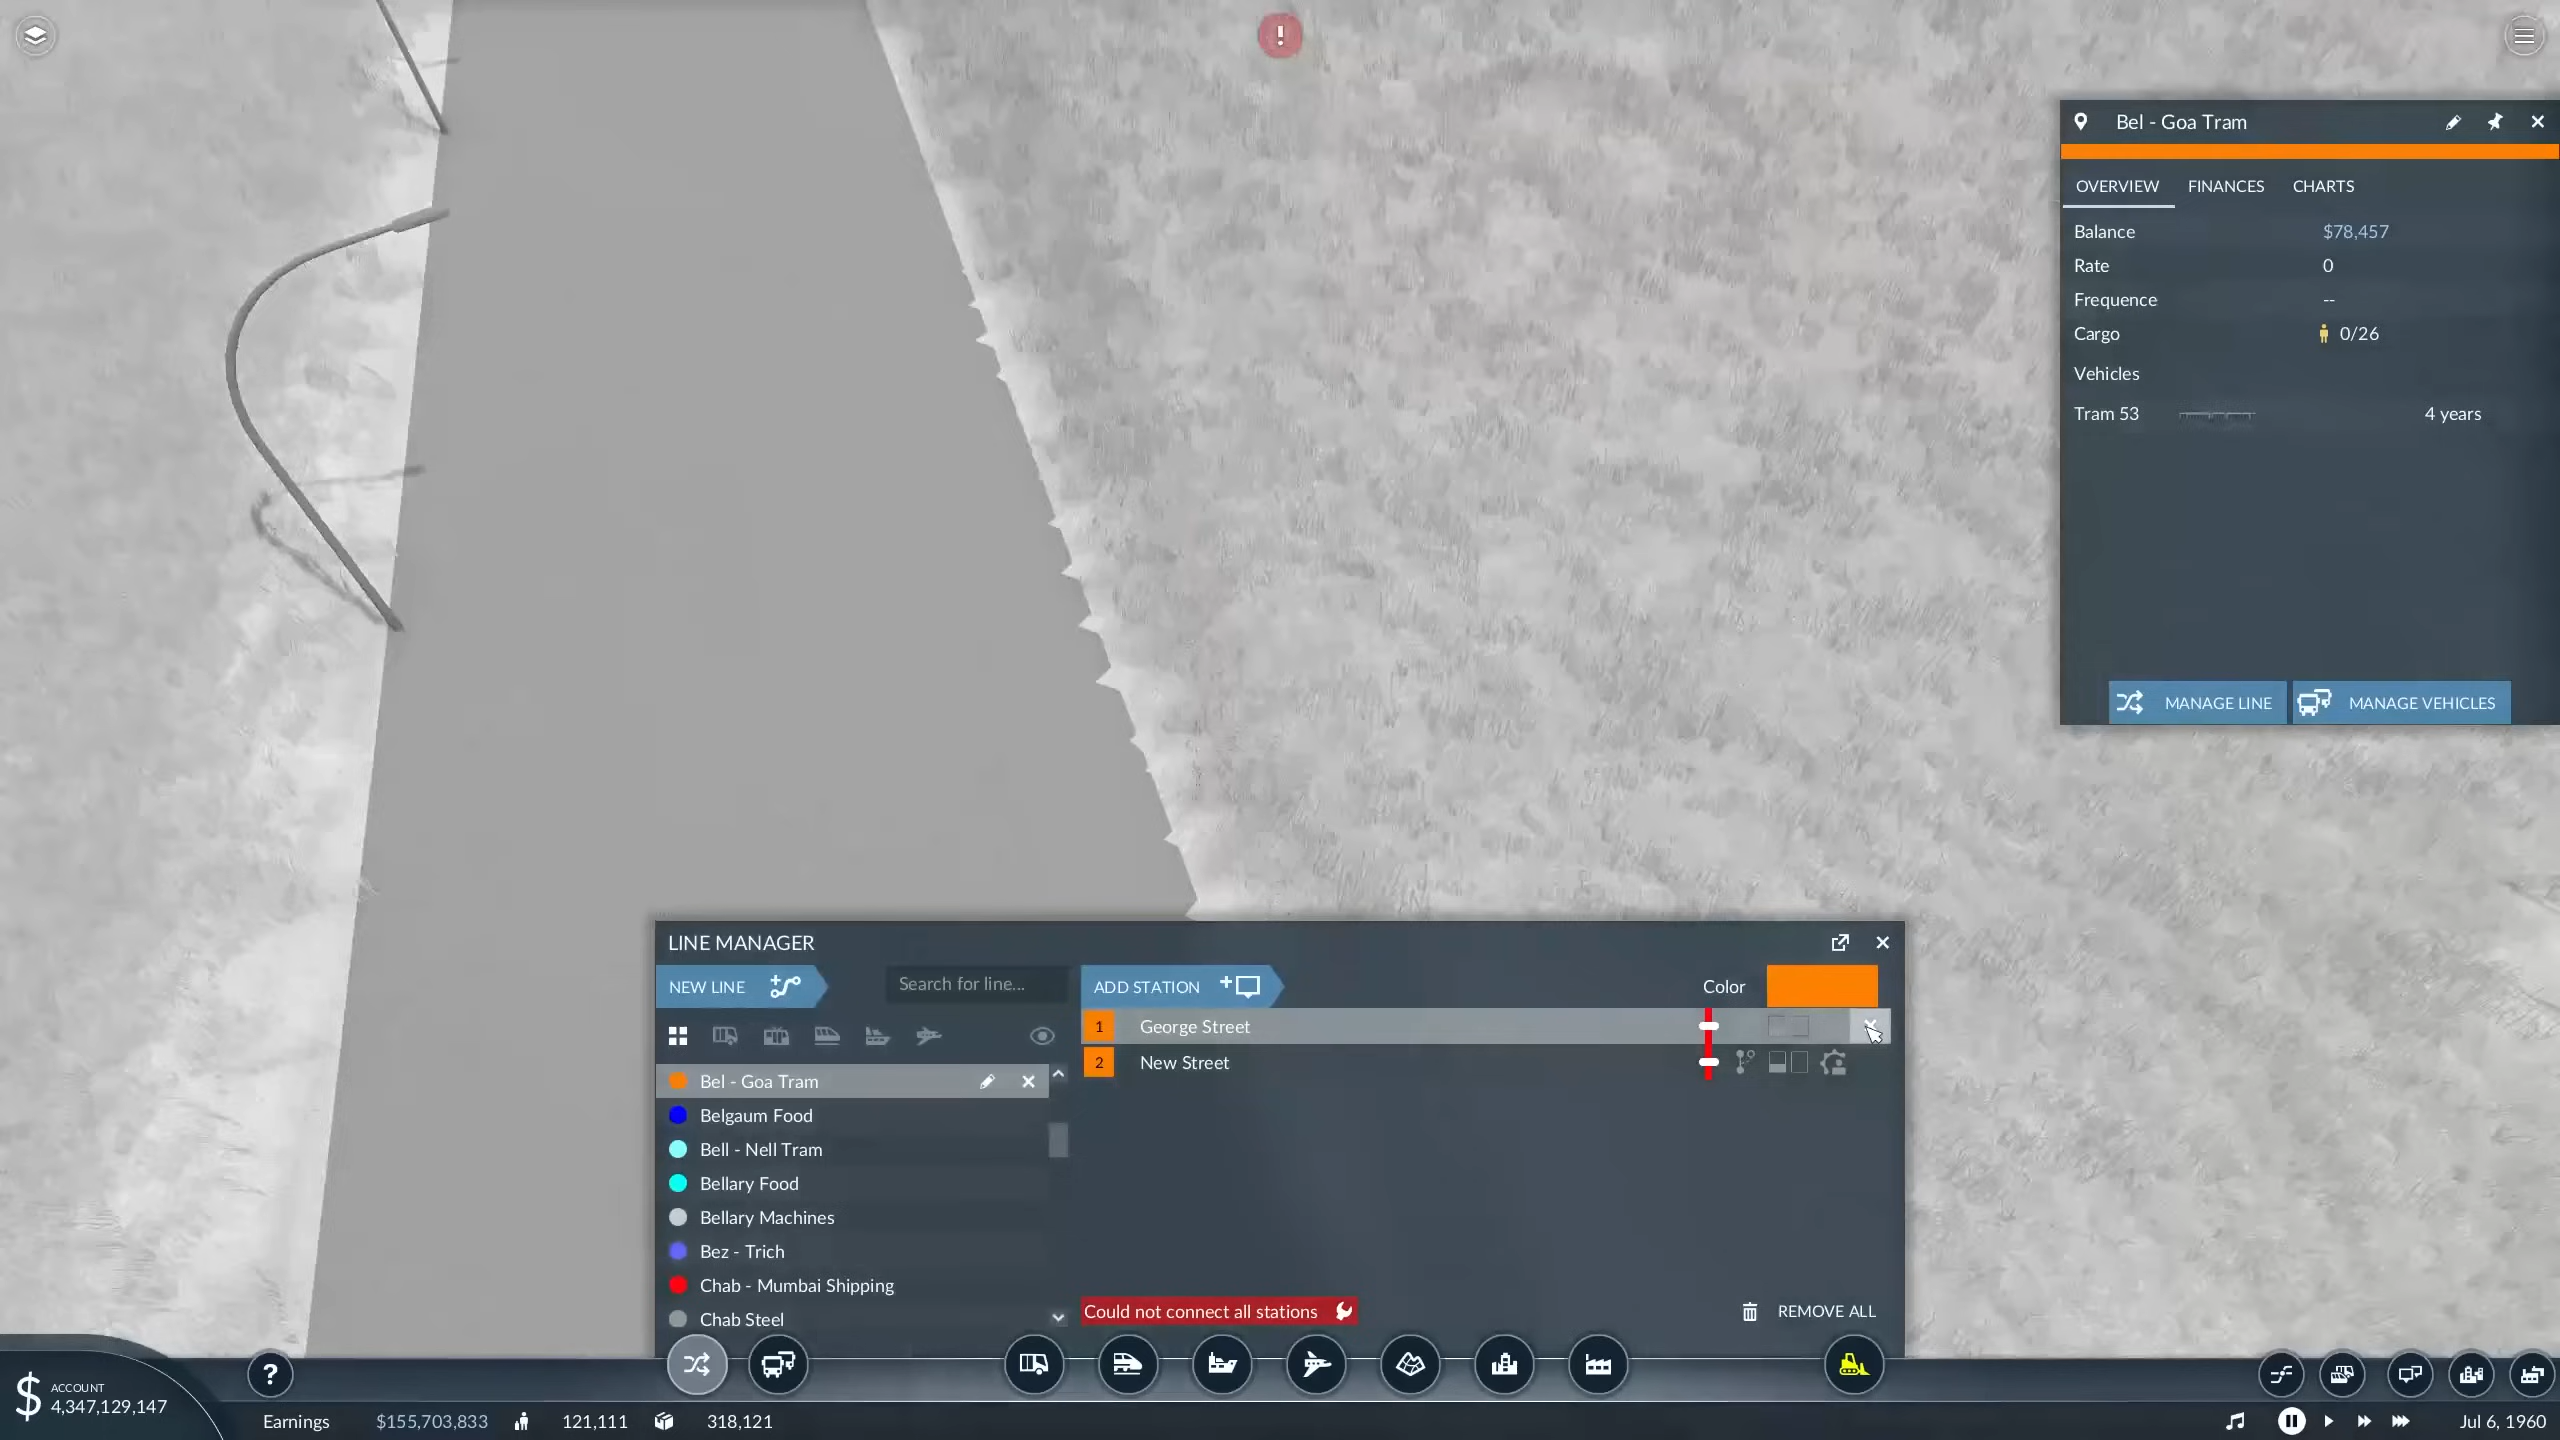 !
Bel - Goa Tram
OVERVIEW FINANCES CHARTS
Balance $78,457
Rate 0
Frequence --
Cargo 0/26
Vehicles
Tram 53 4 years
MANAGE LINE MANAGE VEHICLES
LINE MANAGER
NEW LINE Search for line... ADD STATION Color
1 George Street
2 New Street
Bel - Goa Tram
Belgaum Food
Bell - Nell Tram
Bellary Food
Bellary Machines
Bez - Trich
Chab - Mumbai Shipping
Chab Steel
Could not connect all stations REMOVE ALL
?
$ ACCOUNT
4,347,129,147
Earnings $155,703,833 121,111 318,121 Jul 6, 1960